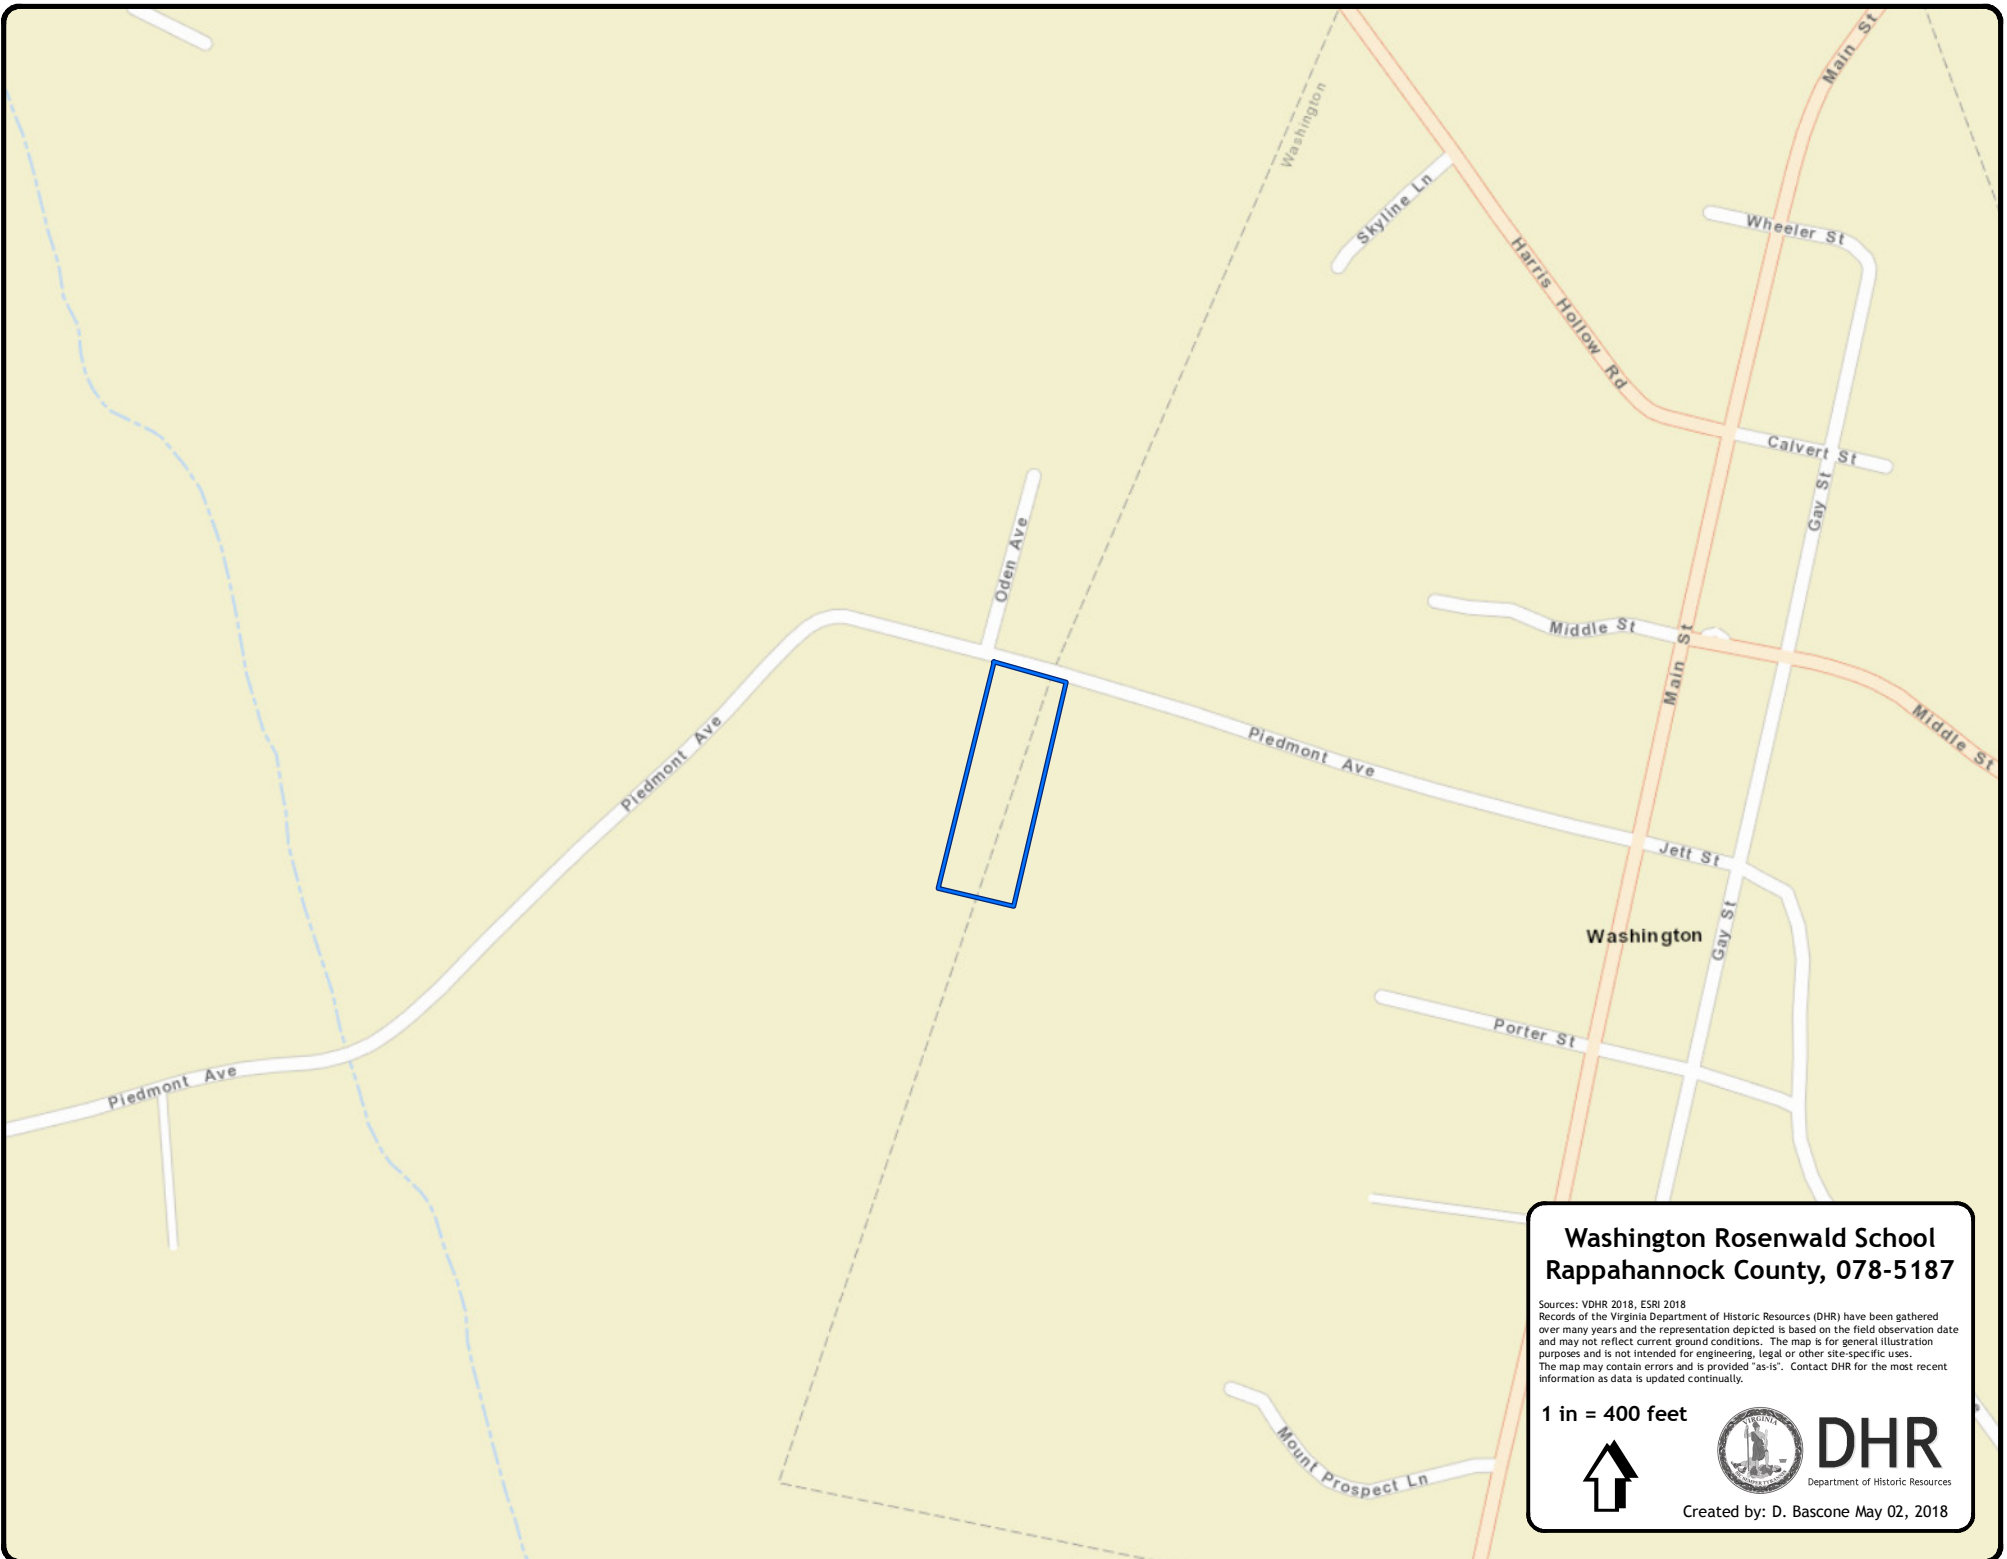 Main St
Washington
Skyline Ln
Wheeler St
Harris Hollow Rd
Calvert St
Gay St
Oden Ave
Middle St
Main St
Middle St
Piedmont Ave
Piedmont Ave
Jett St
Washington
Gay St
Porter St
Piedmont Ave
Mount Prospect Ln
Washington Rosenwald School
Rappahannock County, 078-5187
Sources: VDHR 2018, ESRI 2018
Records of the Virginia Department of Historic Resources (DHR) have been gathered
over many years and the representation depicted is based on the field observation date
and may not reflect current ground conditions. The map is for general illustration
purposes and is not intended for engineering, legal or other site-specific uses.
The map may contain errors and is provided "as-is". Contact DHR for the most recent
information as data is updated continually.
1 in = 400 feet
VIRGINIA
DHR
Department of Historic Resources
Created by: D. Bascone May 02, 2018